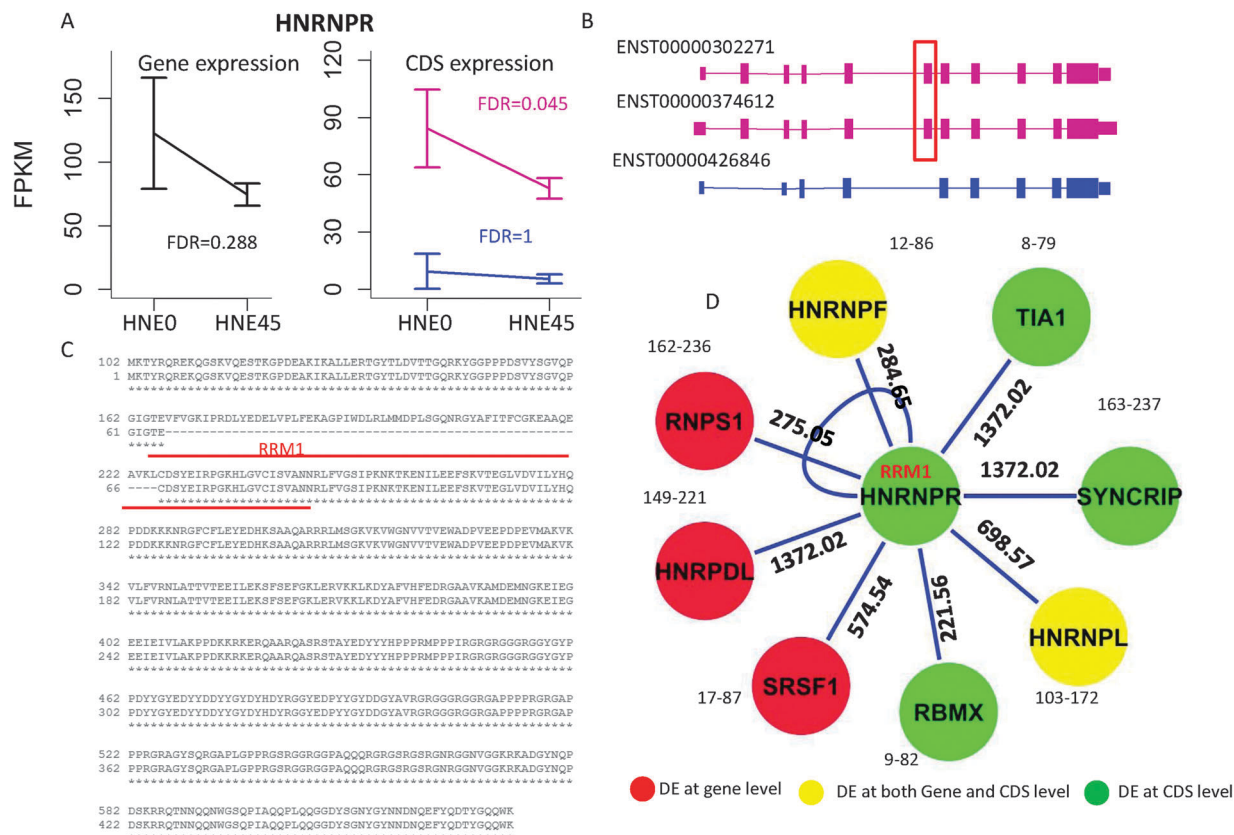 A
HNRNPR
Gene expression
CDS expression
FPKM
0
50
100
150
0
30
60
90
120
FDR=0.288
FDR=0.045
FDR=1
HNE0
HNE45
HNE0
HNE45
B
ENST00000302271
ENST00000374612
ENST00000426846
C
102 MKTYRQREKQGSKVQESTKGPDEAKIKALLERTGYTLDVTTGQRKYGGPPPDSVYSGVQP
1 MKTYRQREKQGSKVQESTKGPDEAKIKALLERTGYTLDVTTGQRKYGGPPPDSVYSGVQP
************************************************************
162 GIGTEVFVGKIPRDLYEDELVPLFEKAGPIWDLRLMMDPLSGQNRGYAFITFCGKEAAQE
61 GIGTE-------------------------------------------------------
*****
RRM1
222 AVKLCDSYEIRPGKHLGVCISVANNRLFVGSIPKNKTKENILEEFSKVTEGLVDVILYHQ
66 ----CDSYEIRPGKHLGVCISVANNRLFVGSIPKNKTKENILEEFSKVTEGLVDVILYHQ
********************************************************
282 PDDKKKNRGFCFLEYEDHKSAAQARRRLMSGKVKVWGNVVTVEWADPVEEPDPEVMAKVK
122 PDDKKKNRGFCFLEYEDHKSAAQARRRLMSGKVKVWGNVVTVEWADPVEEPDPEVMAKVK
************************************************************
342 VLFVRNLATTVTEEILEKSFSEFGKLERVKKLKDYAFVHFEDRGAAVKAMDEMNGKEIEG
182 VLFVRNLATTVTEEILEKSFSEFGKLERVKKLKDYAFVHFEDRGAAVKAMDEMNGKEIEG
************************************************************
402 EEIEIVLAKPPDKKRKERQAARQASRSTAYEDYYYHPPPRMPPPIRGRGRGGGRGGYGYP
242 EEIEIVLAKPPDKKRKERQAARQASRSTAYEDYYYHPPPRMPPPIRGRGRGGGRGGYGYP
************************************************************
462 PDYYGYEDYYDDYYGYDYHDYRGGYEDPYYGYDDGYAVRGRGGGRGGRGAPPPPRGRGAP
302 PDYYGYEDYYDDYYGYDYHDYRGGYEDPYYGYDDGYAVRGRGGGRGGRGAPPPPRGRGAP
************************************************************
522 PPRGRAGYSQRGAPLGPPRGSRGGRGGPAQQQRGRGSRGSRGNRGGNVGGKRKADGYNQP
362 PPRGRAGYSQRGAPLGPPRGSRGGRGGPAQQQRGRGSRGSRGNRGGNVGGKRKADGYNQP
************************************************************
582 DSKRRQTNNQQNWGSQPIAQQPLQQGGDYSGNYGYNNDNQEFYQDTYGQQWK
422 DSKRRQTNNQQNWGSQPIAQQPLQQGGDYSGNYGYNNDNQEFYQDTYGQQWK
****************************************************
D
12-86
HNRNPF
284.65
8-79
TIA1
1372.02
162-236
RNPS1
275.05
163-237
SYNCRIP
1372.02
RRM1
HNRNPR
149-221
HNRPDL
1372.02
698.57
HNRNPL
103-172
574.54
SRSF1
17-87
221.56
RBMX
9-82
DE at gene level
DE at both Gene and CDS level
DE at CDS level